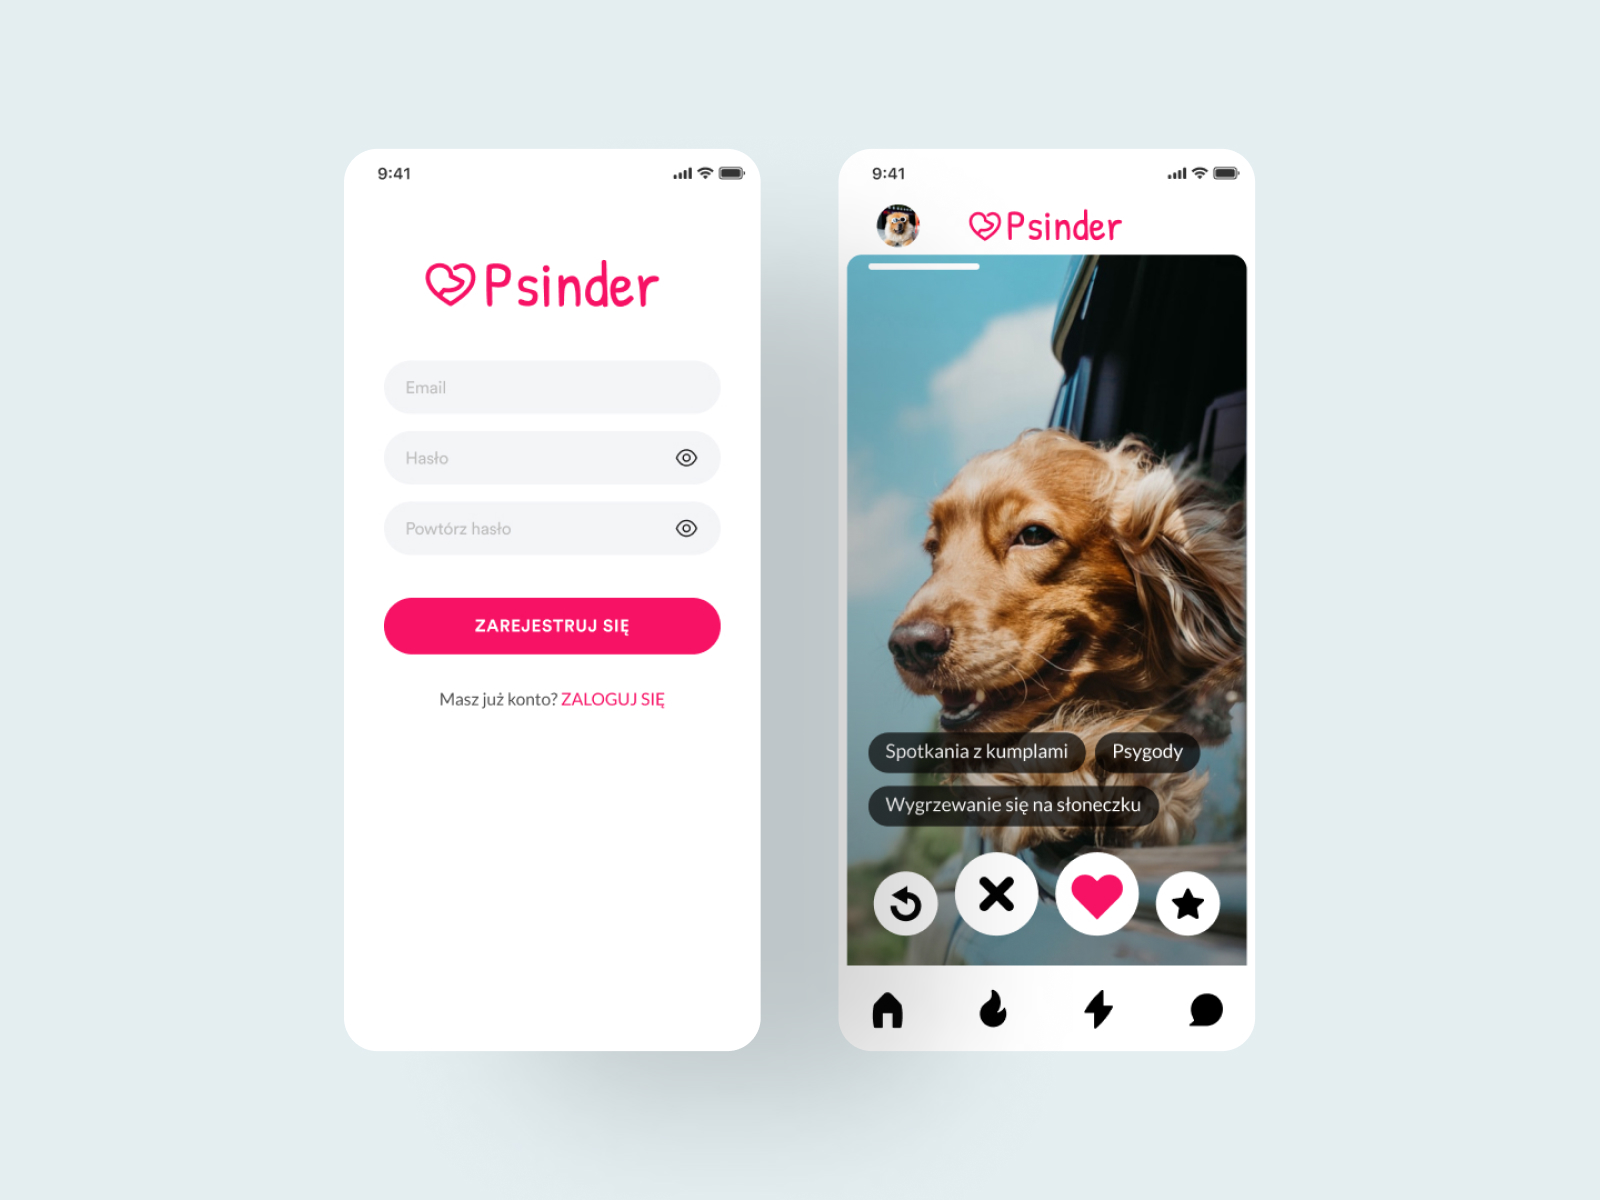 9:41
Psinder
Email
Hasło
Powtórz hasło
ZAREJESTRUJ SIĘ
Masz już konto? ZALOGUJ SIĘ
9:41
Psinder
Spotkania z kumplami
Psygody
Wygrzewanie się na słoneczku